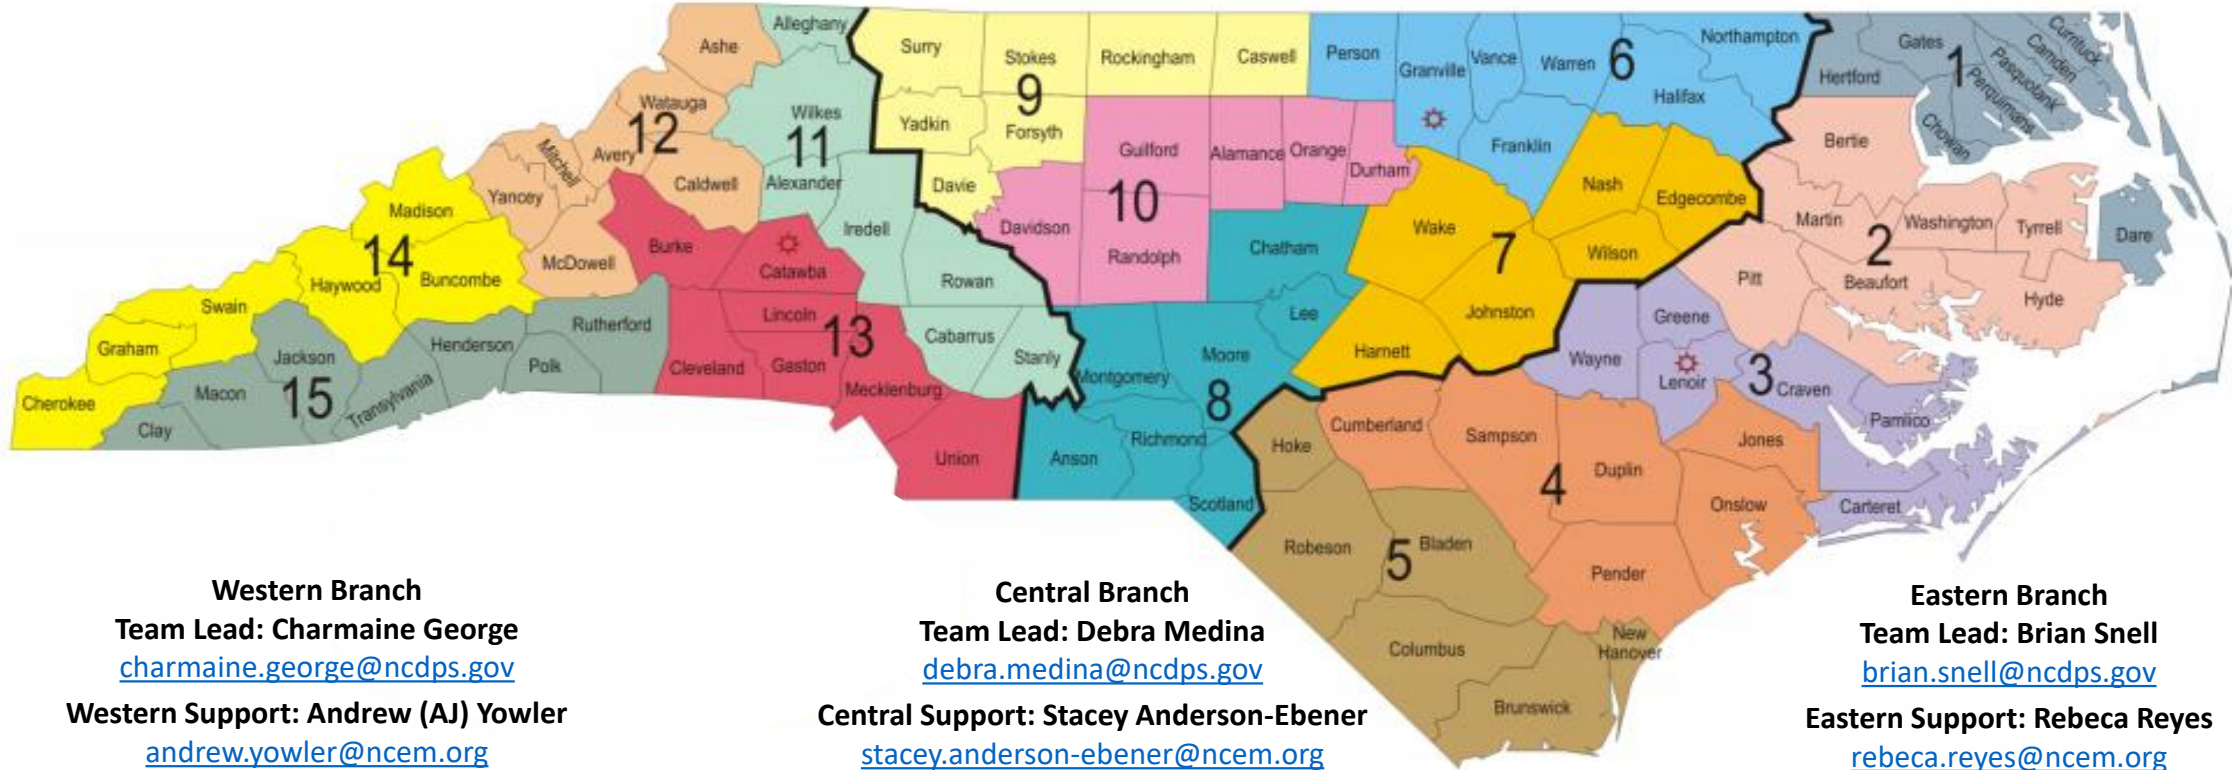 Alleghany
Ashe
Surry
Stokes
Rockingham
Caswell
Person
Granville
Vance
Warren
6
Northampton
Gates
1
Currituck
Camden
Pasquotank
Perquimans
Chowan
Hertford
Halifax
Watauga
12
Wilkes
11
9
Yadkin
Forsyth
Franklin
Mitchell
Avery
Caldwell
Alexander
Davie
Guilford
Alamance
Orange
Durham
Nash
Edgecombe
Bertie
Yancey
Madison
14
Iredell
Davidson
10
Randolph
Chatham
Wake
7
Wilson
Martin
Washington
Tyrrell
Dare
2
Burke
Catawba
McDowell
Buncombe
Haywood
Swain
Rowan
Pitt
Beaufort
Hyde
Graham
Jackson
Henderson
Rutherford
Lincoln
13
Cabarrus
Stanly
Lee
Moore
Johnston
Harnett
Greene
Wayne
Lenoir
3
Craven
Pamlico
Cherokee
Macon
15
Transylvania
Polk
Cleveland
Gaston
Mecklenburg
Montgomery
8
Clay
Union
Anson
Richmond
Scotland
Hoke
Cumberland
Sampson
Duplin
Jones
4
Onslow
Carteret
Robeson
5
Bladen
Pender
Columbus
New
Hanover
Brunswick
Western Branch
Team Lead: Charmaine George
charmaine.george@ncdps.gov
Western Support: Andrew (AJ) Yowler
andrew.yowler@ncem.org
Central Branch
Team Lead: Debra Medina
debra.medina@ncdps.gov
Central Support: Stacey Anderson-Ebener
stacey.anderson-ebener@ncem.org
Eastern Branch
Team Lead: Brian Snell
brian.snell@ncdps.gov
Eastern Support: Rebeca Reyes
rebeca.reyes@ncem.org